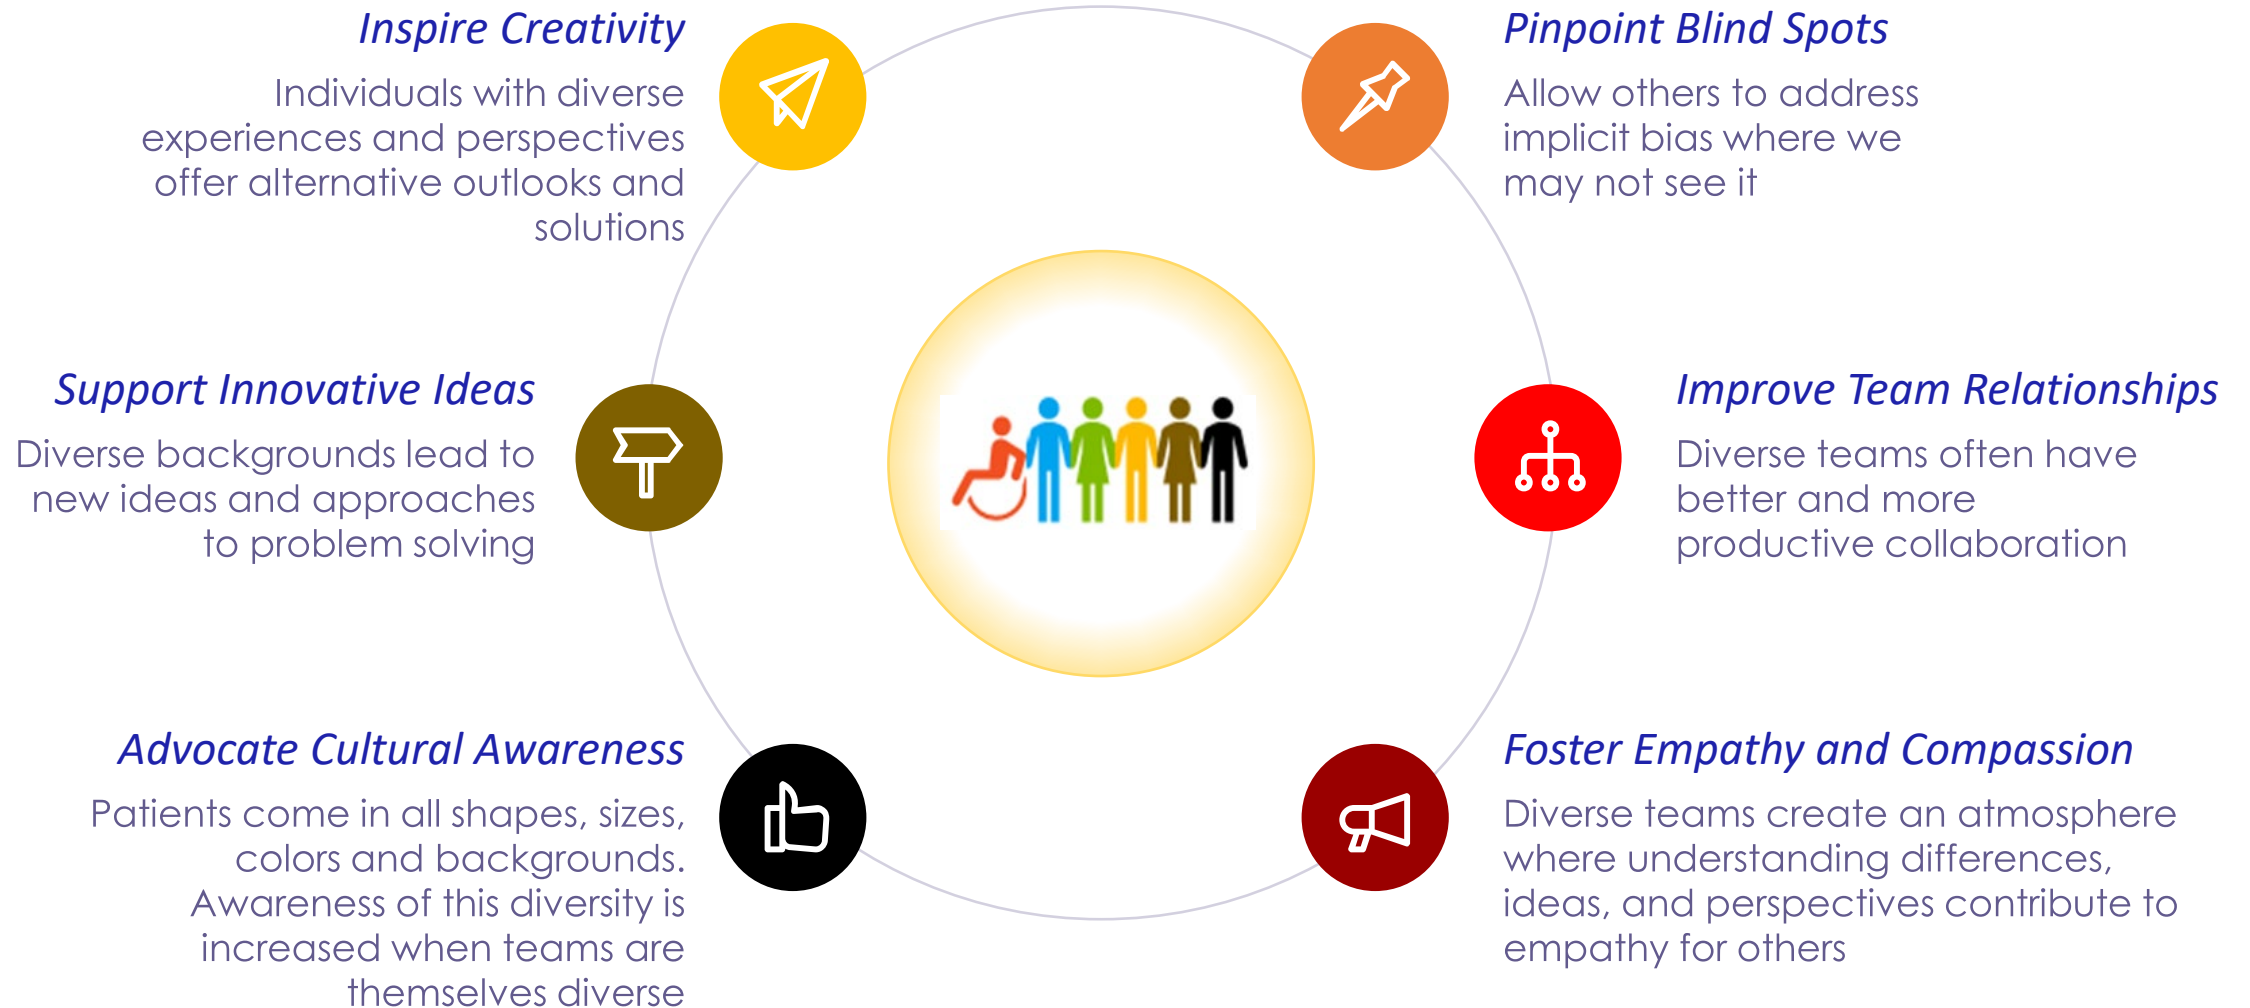 Inspire Creativity
Individuals with diverse
experiences and perspectives
offer alternative outlooks and
solutions
Pinpoint Blind Spots
Allow others to address
implicit bias where we
may not see it
Support Innovative Ideas
Diverse backgrounds lead to
new ideas and approaches
to problem solving
Improve Team Relationships
Diverse teams often have
better and more
productive collaboration
Advocate Cultural Awareness
Patients come in all shapes, sizes,
colors and backgrounds.
Awareness of this diversity is
increased when teams are
themselves diverse
Foster Empathy and Compassion
Diverse teams create an atmosphere
where understanding differences,
ideas, and perspectives contribute to
empathy for others